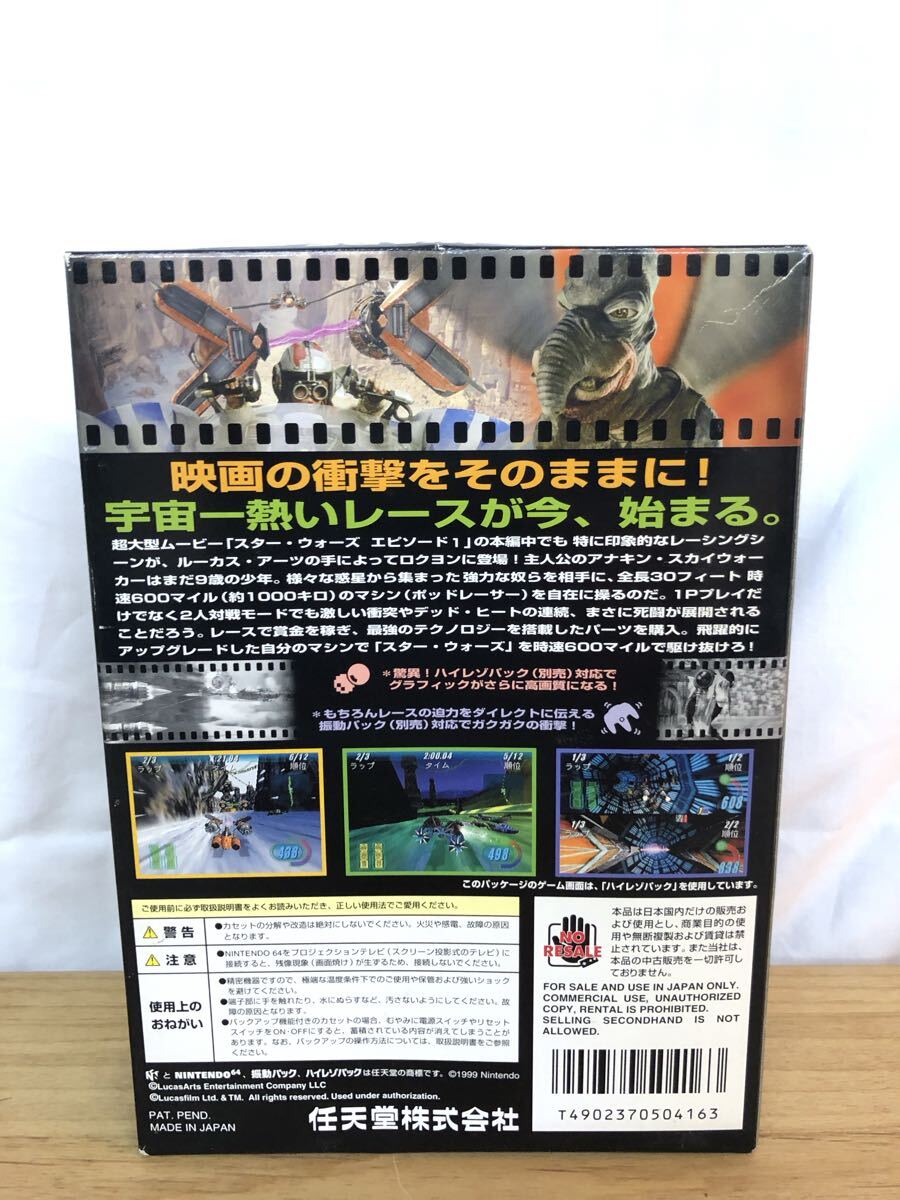 映画の衝撃をそのままに!
宇宙一熱いレースが今、始まる。
超大型ムービー「スター・ウォーズ エピソード1」の本編中でも 特に印象的なレーシングシ
ーンが、ルーカス・アーツの手によってロクヨンに登場!主人公のアナキン・スカイウォー
カーはまだ9歳の少年。様々な惑星から集まった 強力な奴らを相手に、全長30フィート 時
速600マイル(約1000キロ)のマシン(ポッドレーサー)を自在に操るのだ。1Pプレイだ
けでなく2人対戦モードでも激しい衝突やデッド・ヒートの連続、まさに死闘が展開される
ことだろう。レースで賞金を稼ぎ、最強のテクノロジーを搭載したパーツを購入。飛躍的に
アップグレードした自分のマシンで「スター・ウォーズ」を時速600マイルで駆け抜けろ!
*驚異!ハイレゾパック(別売)対応で
グラフィックがさらに高画質になる!
*もちろんレースの迫力をダイレクトに伝える
振動パック(別売)対応でガクガクの衝撃!
2/3 1:21.04 6/12
ラップ 順位
438
2/3 2:00.04 5/12
ラップ タイム 順位
498
1/3 1/2
ラップ 順位
608
1/3 2/2
ラップ 順位
838
このパッケージのゲーム画面は、「ハイレゾパック」を使用しています。
ご使用前に必ず取扱説明書をよくお読みいただき、正しい使用法でご愛用ください。
警告
●カセットの分解や改造は絶対にしないでください。火災や感電、故障の原因
となります。
注意
●NINTENDO 64をプロジェクションテレビ(スクリーン投影式のテレビ)に
接続すると、残像現象(画面焼け)が生ずるため、接続しないでください。
使用上の
おねがい
●精密機器ですので、極端な温度条件下でのご使用や保管および強いショック
を避けてください。
●端子部に手を触れたり、水にぬらすなど、汚さないようにしてください。故
障の原因となります。
●バックアップ機能付きのカセットの場合、むやみに電源スイッチやリセット
スイッチをON・OFFにすると、蓄積されている内容が消えてしまうことが
あります。なお、バックアップの操作方法については、取扱説明書をご参照
ください。
NO
RESALE
本品は日本国内だけの販売お
よび使用とし、商業目的の使
用や無断複製および賃貸は禁
止されています。また当社は、
本品の中古販売を一切許可し
ておりません。
FOR SALE AND USE IN JAPAN ONLY.
COMMERCIAL USE, UNAUTHORIZED
COPY, RENTAL IS PROHIBITED.
SELLING SECONDHAND IS NOT
ALLOWED.
T4902370504163
と NINTENDO64、振動パック、ハイレゾパックは任天堂の商標です。©1999 Nintendo
©LucasArts Entertainment Company LLC
©Lucasfilm Ltd. & TM. All rights reserved. Used under authorization.
PAT. PEND.
MADE IN JAPAN
任天堂株式会社